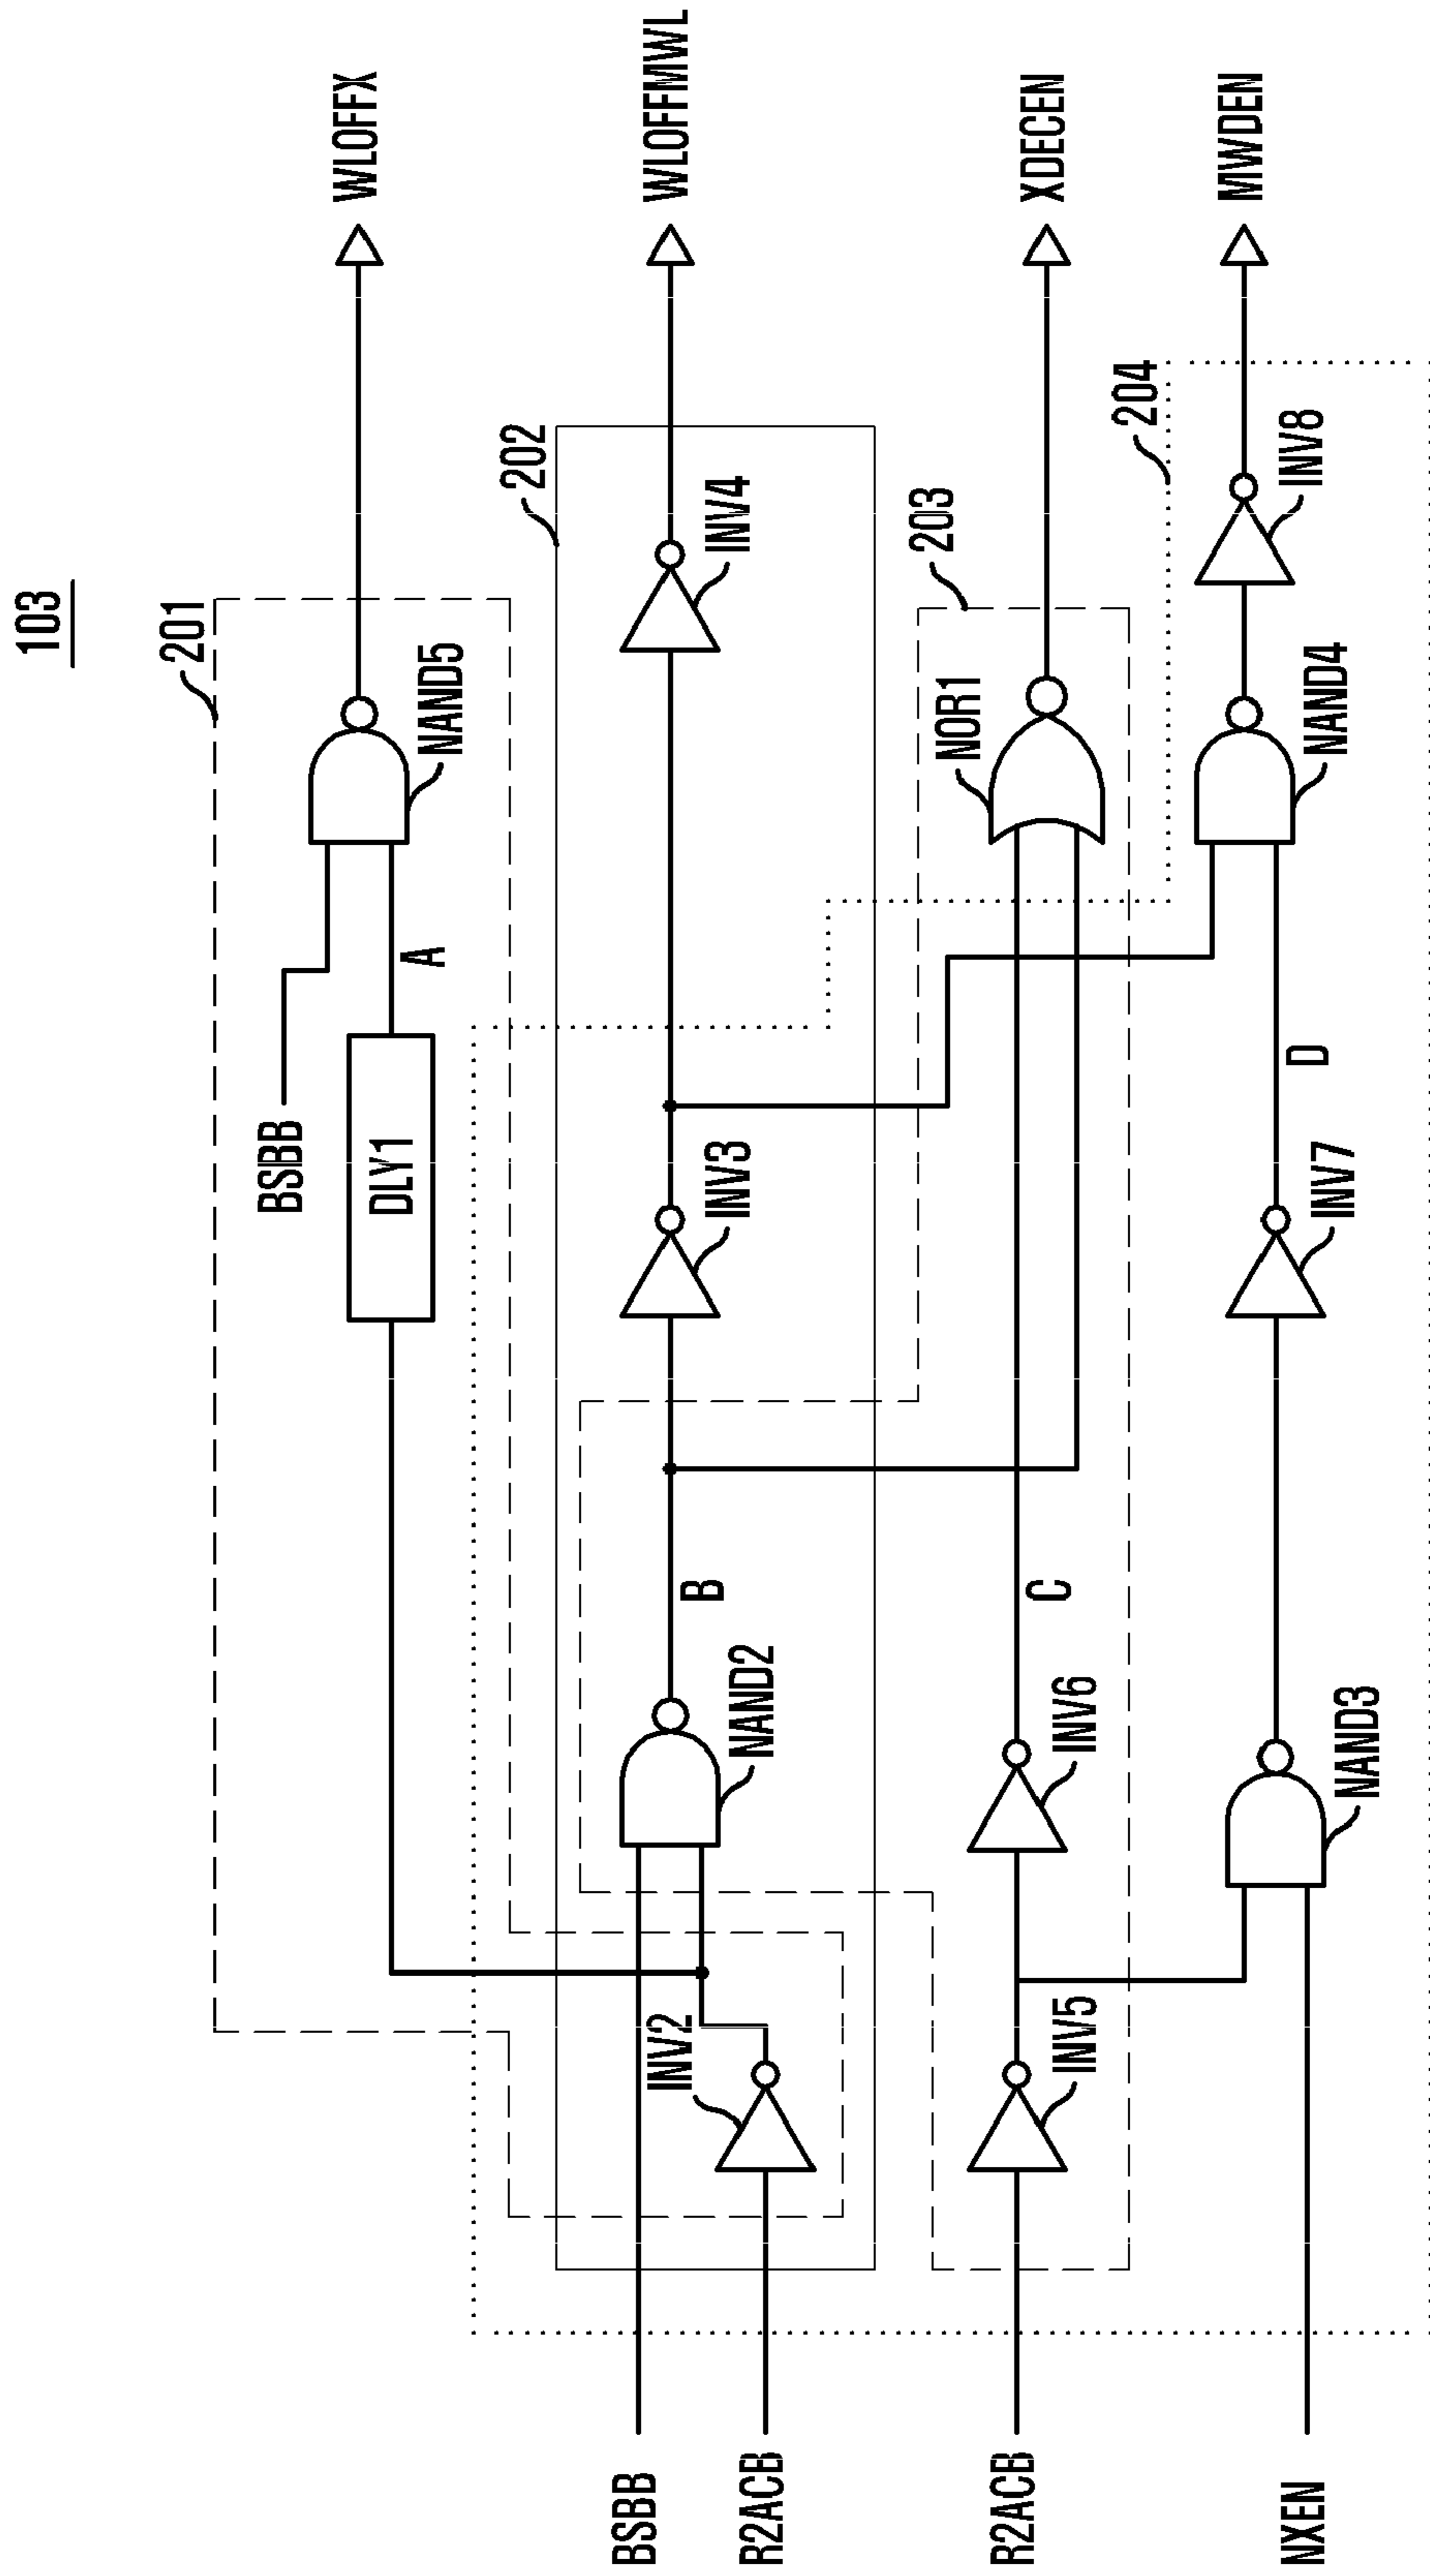 103
201
BSBB
DLY1
A
NAND5
WLOFFX
202
BSBB
R2ACB
INV2
NAND2
B
INV3
INV4
WLOFFMWL
203
R2ACB
INV5
INV6
C
NOR1
XDECEN
204
NXEN
NAND3
INV7
D
NAND4
INV8
MWDEN